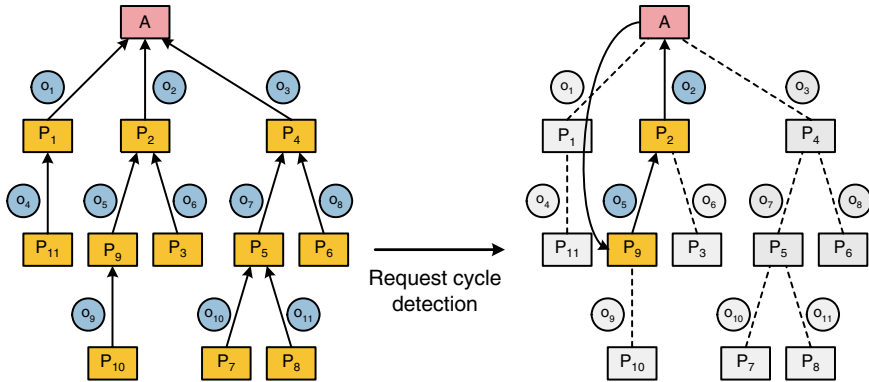 A
o₁
o₂
o₃
P₁
P₂
P₄
o₄
o₅
o₆
o₇
o₈
P₁₁
P₉
P₃
P₅
P₆
o₉
o₁₀
o₁₁
P₁₀
P₇
P₈
Request cycle
detection
A
o₁
o₂
o₃
P₁
P₂
P₄
o₄
o₅
o₆
o₇
o₈
P₁₁
P₉
P₃
P₅
P₆
o₉
o₁₀
o₁₁
P₁₀
P₇
P₈